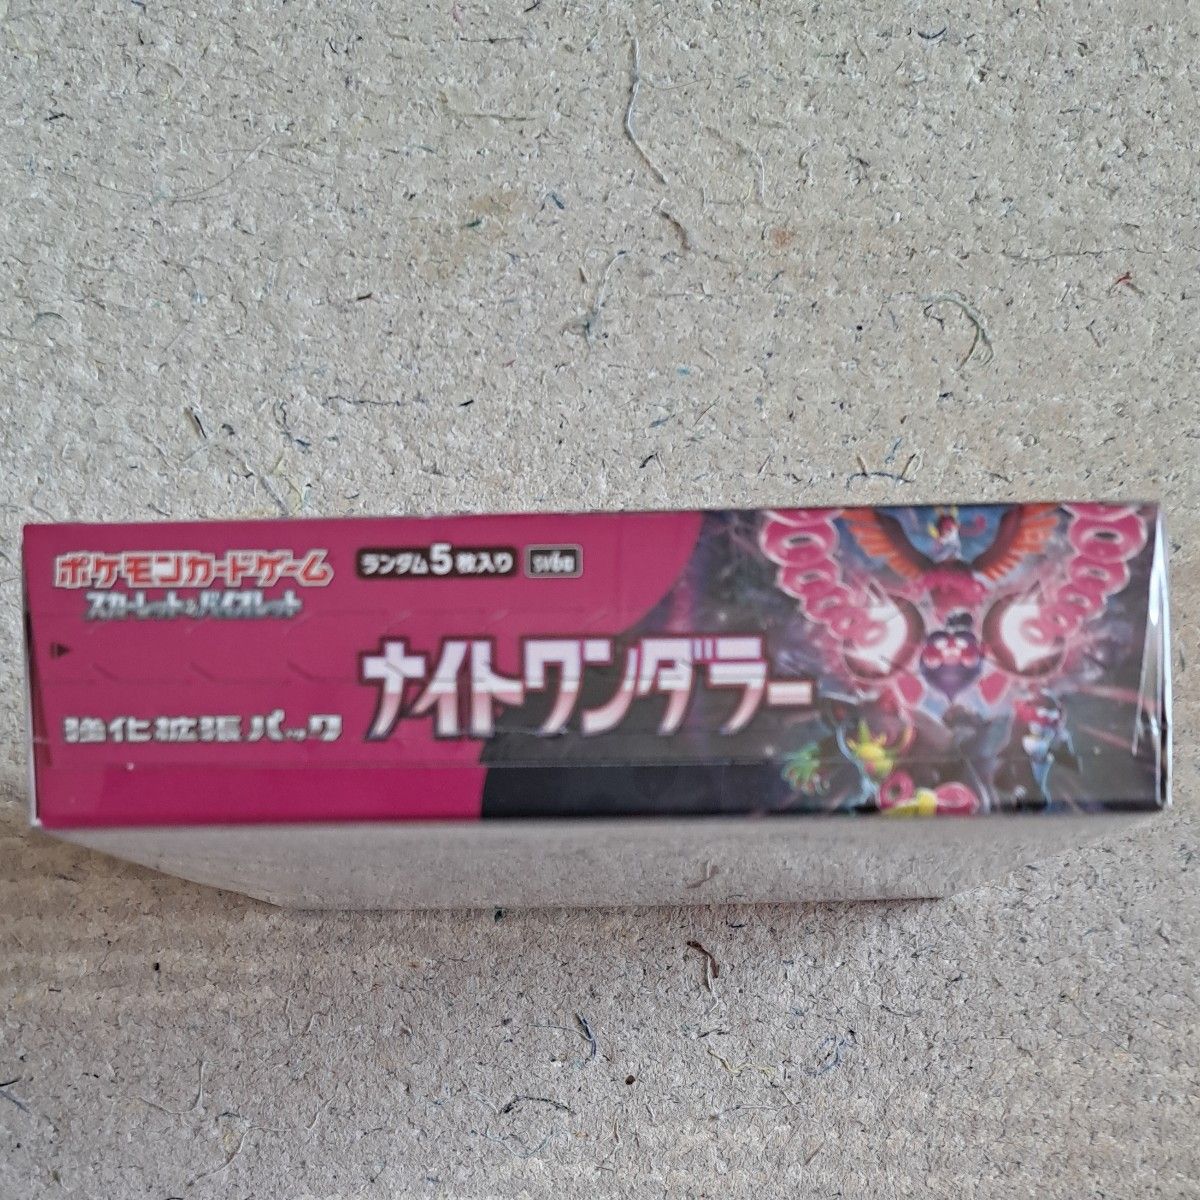 ポケモンカードゲーム
スカーレット&バイオレット
ランダム5枚入り
sv6a
強化拡張パック
ナイトワンダラー